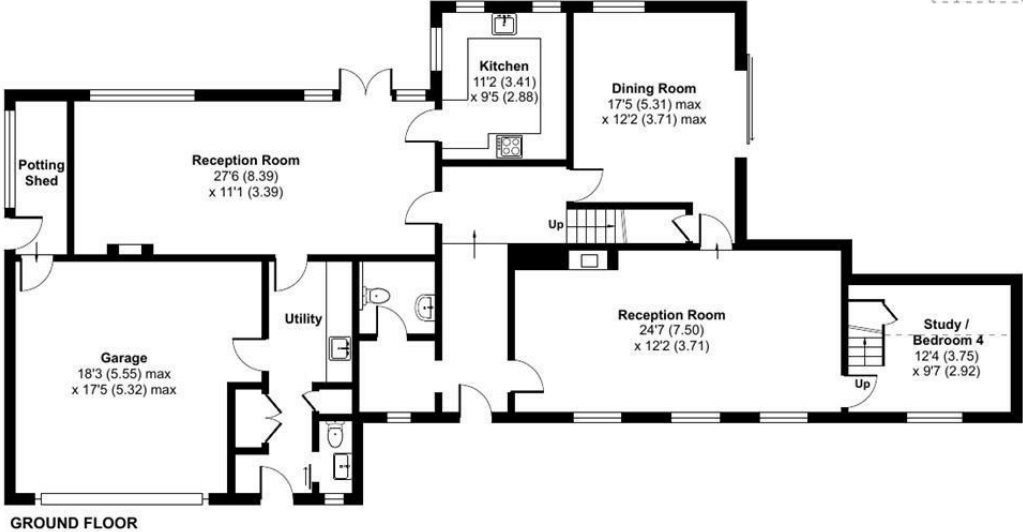 Kitchen
11'2 (3.41)
x 9'5 (2.88)
Dining Room
17'5 (5.31) max
x 12'2 (3.71) max
Potting
Shed
Reception Room
27'6 (8.39)
x 11'1 (3.39)
Up
Utility
Garage
18'3 (5.55) max
x 17'5 (5.32) max
Reception Room
24'7 (7.50)
x 12'2 (3.71)
Study /
Bedroom 4
12'4 (3.75)
x 9'7 (2.92)
Up
GROUND FLOOR